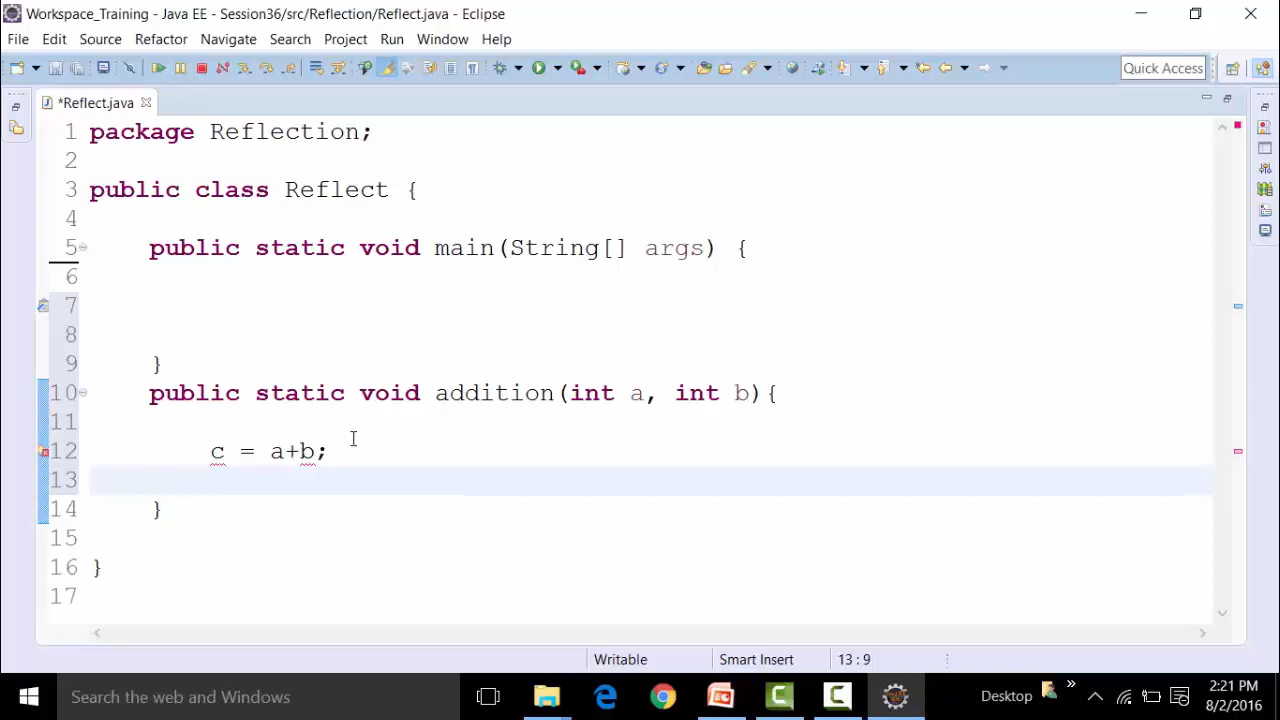 Workspace_Training - Java EE - Session36/src/Reflection/Reflect.java - Eclipse
File Edit Source Refactor Navigate Search Project Run Window Help
Quick Access
*Reflect.java
1 package Reflection;
2
3 public class Reflect {
4
5 public static void main(String[] args) {
6
7
8
9 }
10 public static void addition(int a, int b){
11
12 c = a+b;
13
14 }
15
16 }
17
Writable Smart Insert 13 : 9
Search the web and Windows
Desktop
2:21 PM
8/2/2016